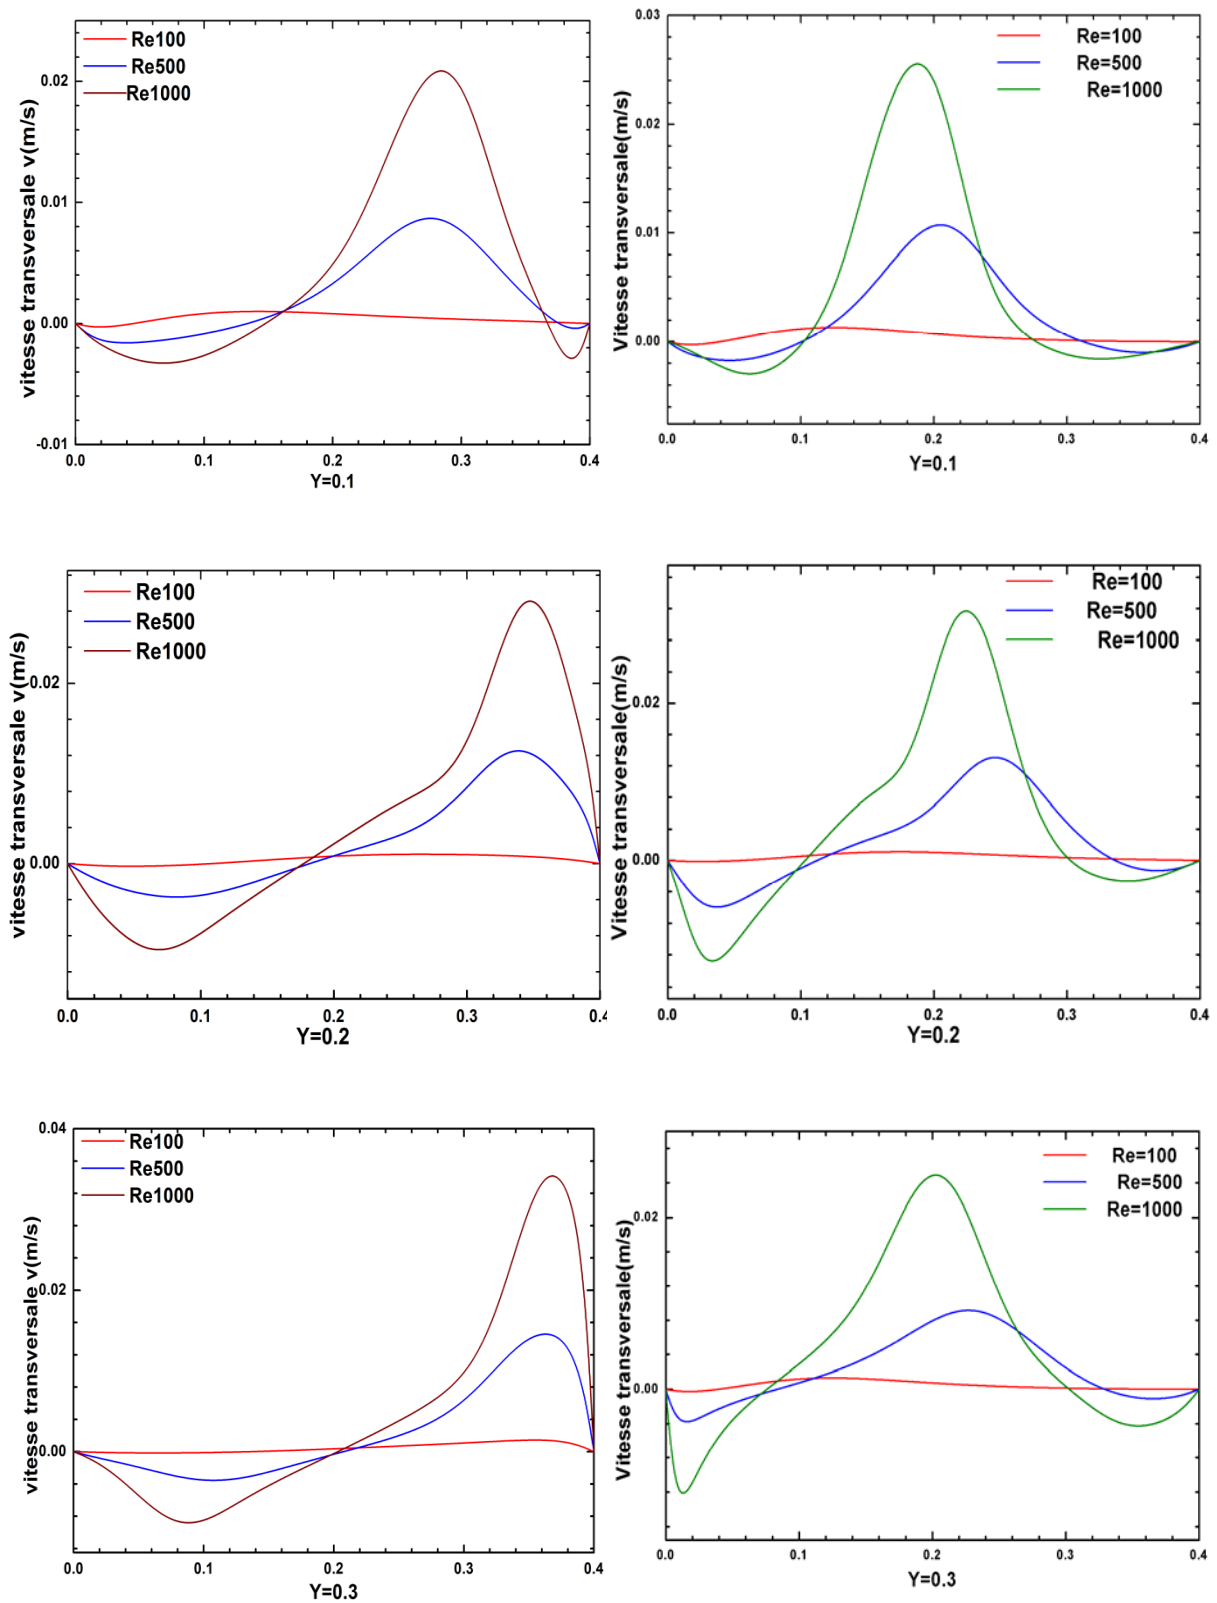 Re100
Re500
Re1000
vitesse transversale v(m/s)
0.02
0.01
0.00
-0.01
0.0 0.1 0.2 0.3 0.4
Y=0.1
Re=100
Re=500
Re=1000
Vitesse transversale(m/s)
0.03
0.02
0.01
0.00
0.0 0.1 0.2 0.3 0.4
Y=0.1
Re100
Re500
Re1000
vitesse transversale v(m/s)
0.02
0.00
0.0 0.1 0.2 0.3 0.4
Y=0.2
Re=100
Re=500
Re=1000
Vitesse transversale(m/s)
0.02
0.00
0.0 0.1 0.2 0.3 0.4
Y=0.2
Re100
Re500
Re1000
vitesse transversale v(m/s)
0.04
0.02
0.00
0.0 0.1 0.2 0.3 0.4
Y=0.3
Re=100
Re=500
Re=1000
Vitesse transversale(m/s)
0.02
0.00
0.0 0.1 0.2 0.3 0.4
Y=0.3